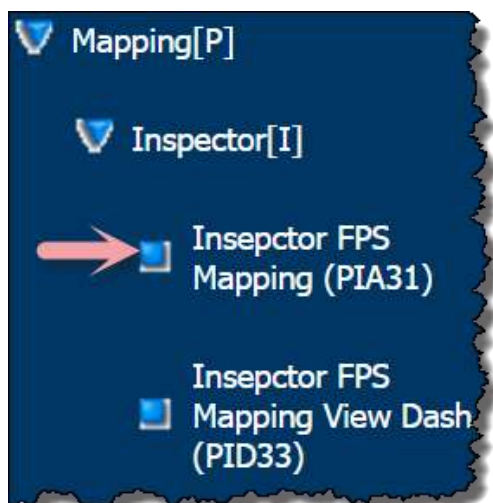 Mapping[P]
Inspector[I]
Insepctor FPS
Mapping (PIA31)
Insepctor FPS
Mapping View Dash
(PID33)